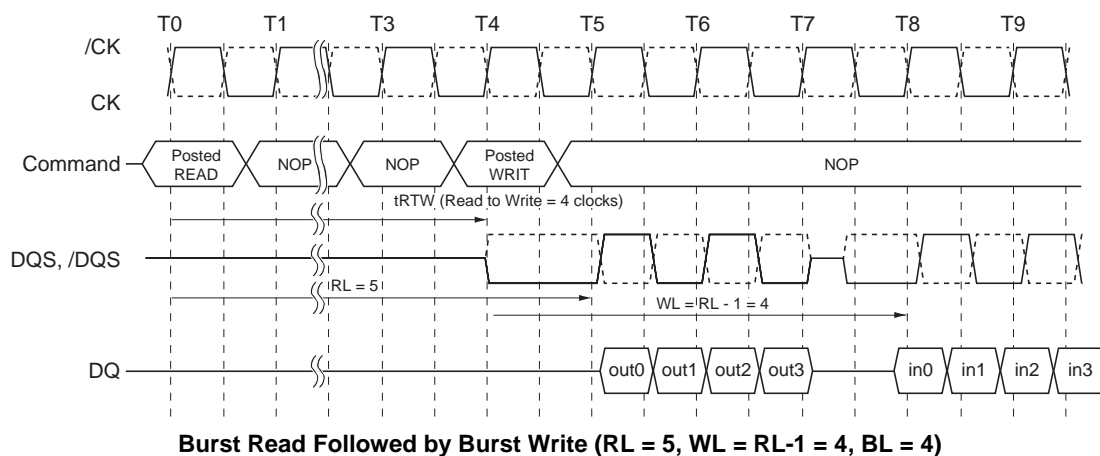 T0 T1 T3 T4 T5 T6 T7 T8 T9
/CK
CK
Command Posted READ NOP NOP Posted WRIT NOP
tRTW (Read to Write = 4 clocks)
DQS, /DQS
RL = 5
WL = RL - 1 = 4
DQ out0 out1 out2 out3 in0 in1 in2 in3
Burst Read Followed by Burst Write (RL = 5, WL = RL-1 = 4, BL = 4)